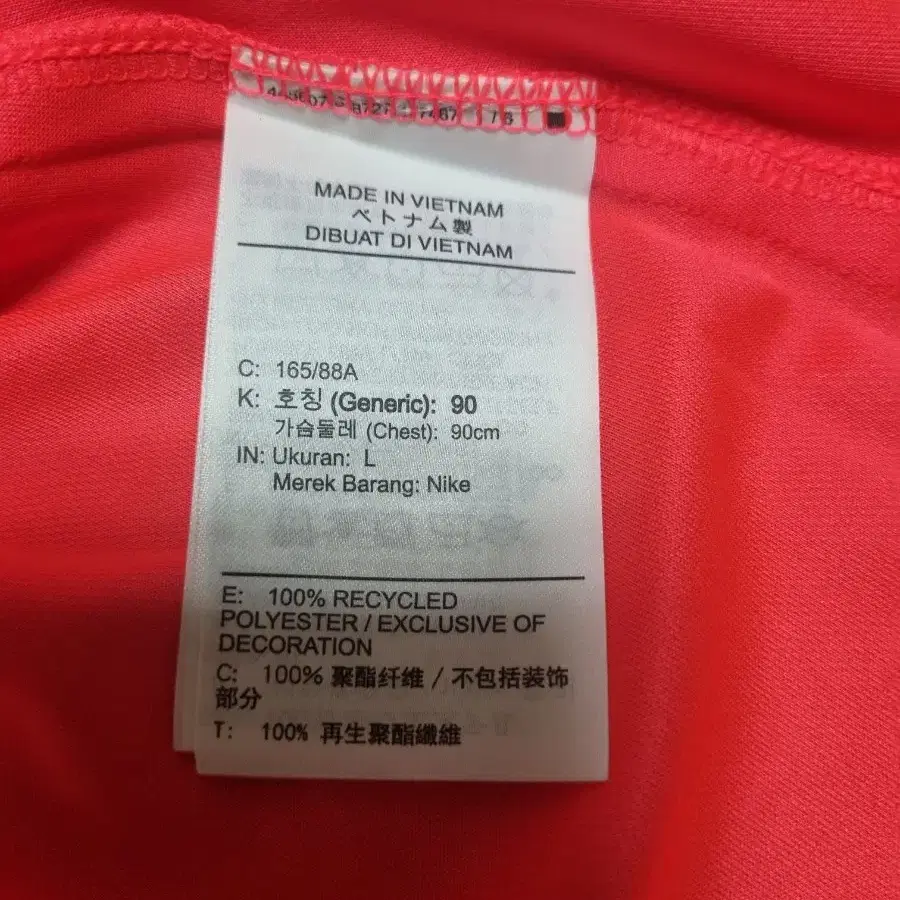 MADE IN VIETNAM
ベトナム製
DIBUAT DI VIETNAM
C: 165/88A
K: 호칭 (Generic): 90
가슴둘레 (Chest): 90cm
IN: Ukuran: L
Merek Barang: Nike
E: 100% RECYCLED
POLYESTER / EXCLUSIVE OF
DECORATION
C: 100% 聚酯纤维 / 不包括装饰
部分
T: 100% 再生聚酯纖維